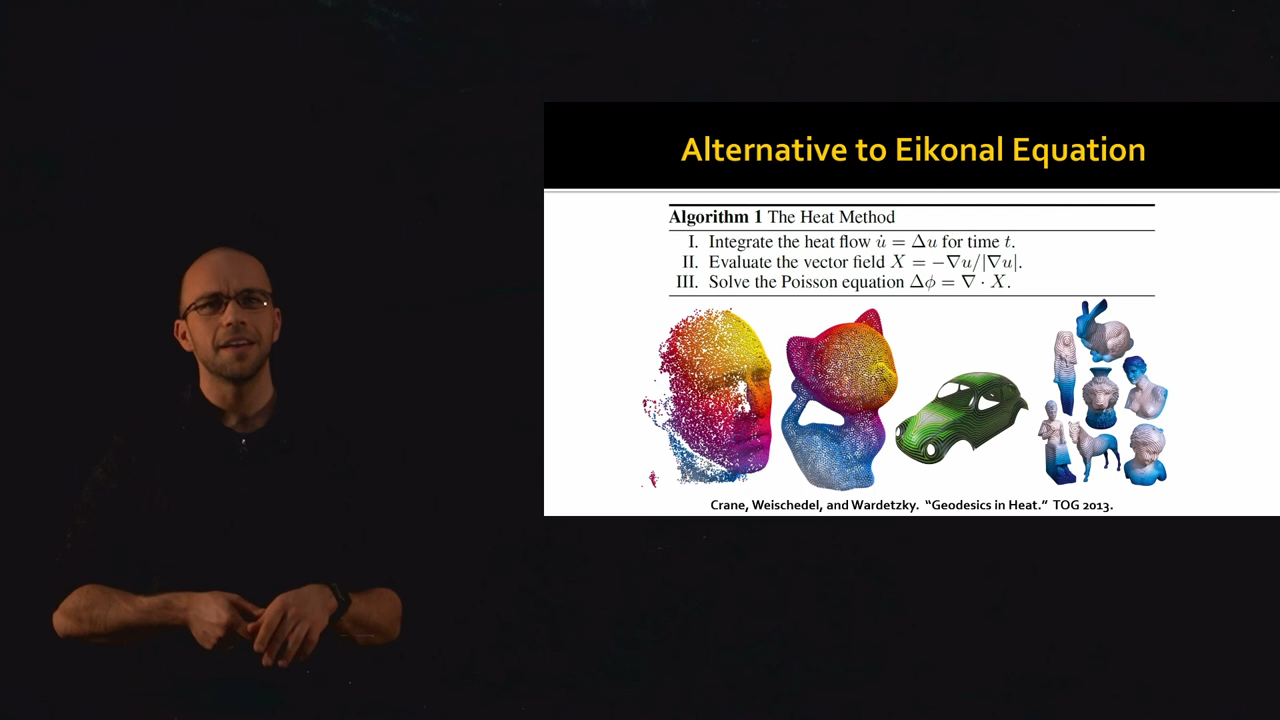 Alternative to Eikonal Equation
Algorithm 1 The Heat Method
I. Integrate the heat flow u̇ = Δu for time t.
II. Evaluate the vector field X = −∇u/|∇u|.
III. Solve the Poisson equation Δϕ = ∇ · X.
Crane, Weischedel, and Wardetzky. “Geodesics in Heat.” TOG 2013.